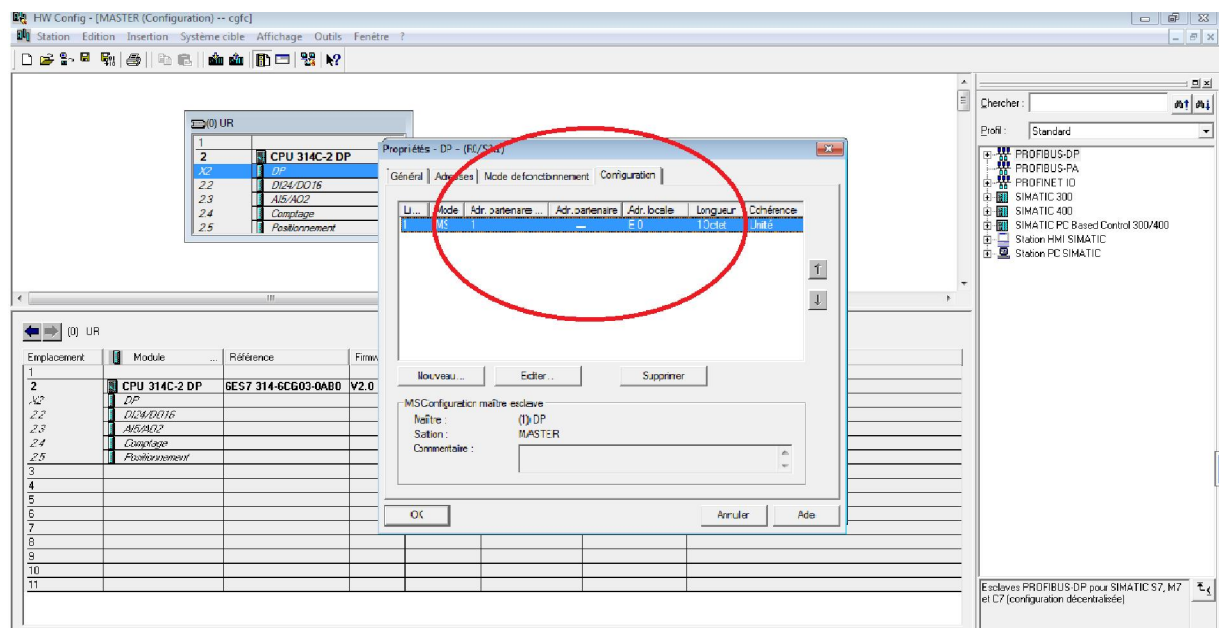 HW Config - [MASTER (Configuration) -- cgfc]
Station Edition Insertion Système cible Affichage Outils Fenêtre ?
(0) UR
1
2 CPU 314C-2 DP
X2 DP
2.2 DI24/DO16
2.3 AI5/AO2
2.4 Comptage
2.5 Positionnement
Propriétés - DP - (R0/S2.1)
Général Adresses Mode de fonctionnement Configuration
Li... Mode Adr. partenaire ... Adr. partenaire Adr. locale Longueur Cohérence
1 MS 1 — E 0 1 Octet Unité
Nouveau... Editer... Supprimer
MSConfiguration maître esclave
Maître : (1) DP
Station : MASTER
Commentaire :
OK Annuler Aide
Chercher :
Profil : Standard
PROFIBUS-DP
PROFIBUS-PA
PROFINET IO
SIMATIC 300
SIMATIC 400
SIMATIC PC Based Control 300/400
Station HMI SIMATIC
Station PC SIMATIC
(0) UR
Emplacement Module ... Référence Firmw
1
2 CPU 314C-2 DP 6ES7 314-6CG03-0AB0 V2.0
X2 DP
2.2 DI24/DO16
2.3 AI5/AO2
2.4 Comptage
2.5 Positionnement
3
4
5
6
7
8
9
10
11
Esclaves PROFIBUS-DP pour SIMATIC S7, M7
et C7 (configuration décentralisée)